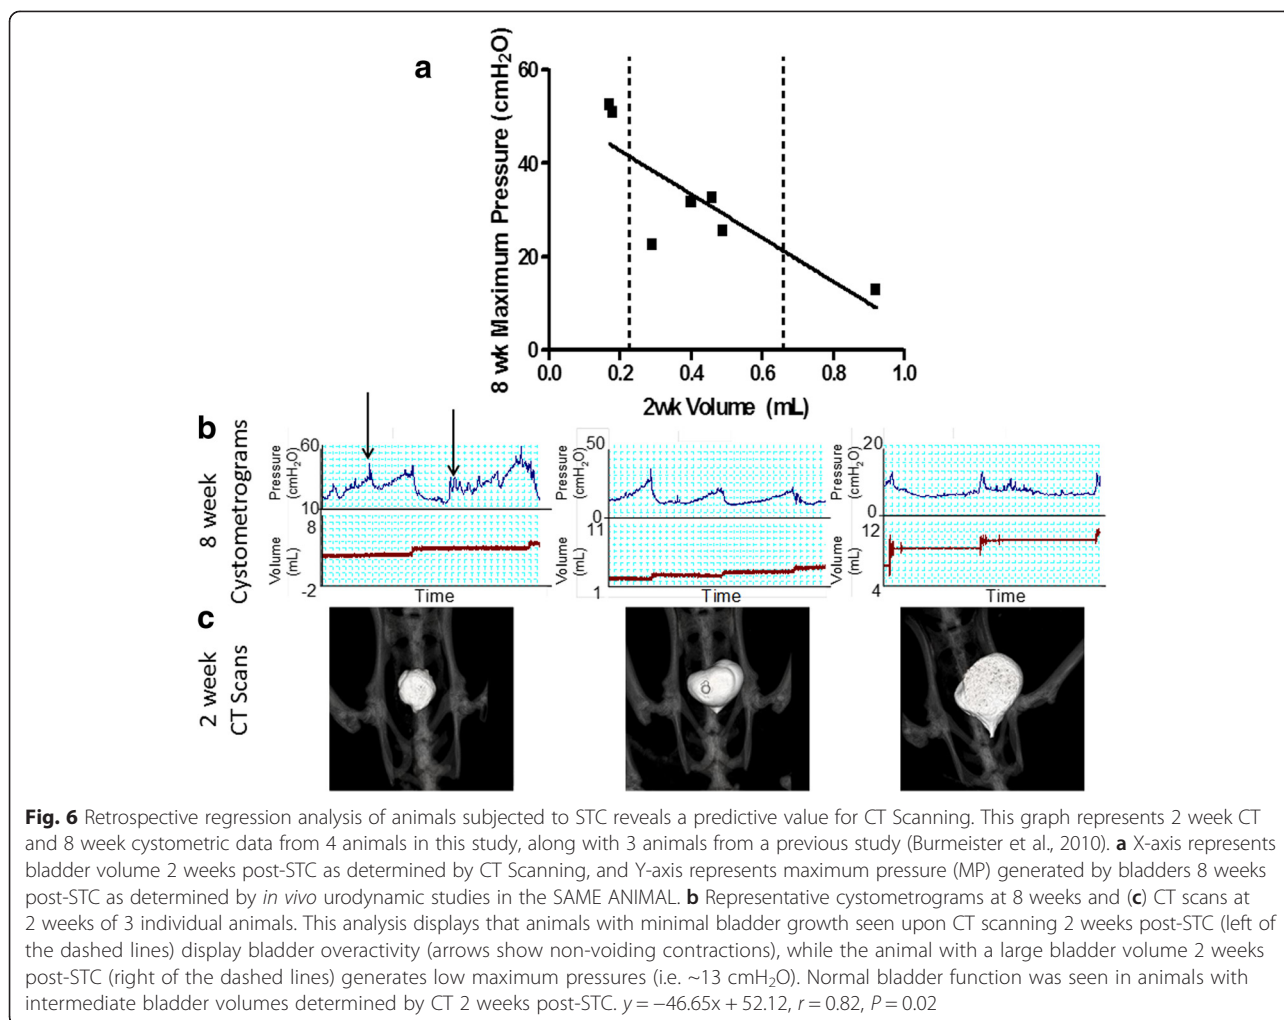 a
8 wk Maximum Pressure (cmH₂O)
60
40
20
0
0.0 0.2 0.4 0.6 0.8 1.0
2wk Volume (mL)
b
8 week
Cystometrograms
Pressure
(cmH₂O)
60
10
Volume
(mL)
8
-2
Time
Pressure
(cmH₂O)
50
0
Volume
(mL)
11
1
Time
Pressure
(cmH₂O)
20
0
Volume
(mL)
12
4
Time
c
2 week
CT Scans
8
Fig. 6 Retrospective regression analysis of animals subjected to STC reveals a predictive value for CT Scanning. This graph represents 2 week CT
and 8 week cystometric data from 4 animals in this study, along with 3 animals from a previous study (Burmeister et al., 2010). a X-axis represents
bladder volume 2 weeks post-STC as determined by CT Scanning, and Y-axis represents maximum pressure (MP) generated by bladders 8 weeks
post-STC as determined by in vivo urodynamic studies in the SAME ANIMAL. b Representative cystometrograms at 8 weeks and (c) CT scans at
2 weeks of 3 individual animals. This analysis displays that animals with minimal bladder growth seen upon CT scanning 2 weeks post-STC (left of
the dashed lines) display bladder overactivity (arrows show non-voiding contractions), while the animal with a large bladder volume 2 weeks
post-STC (right of the dashed lines) generates low maximum pressures (i.e. ~13 cmH₂O). Normal bladder function was seen in animals with
intermediate bladder volumes determined by CT 2 weeks post-STC. y = −46.65x + 52.12, r = 0.82, P = 0.02